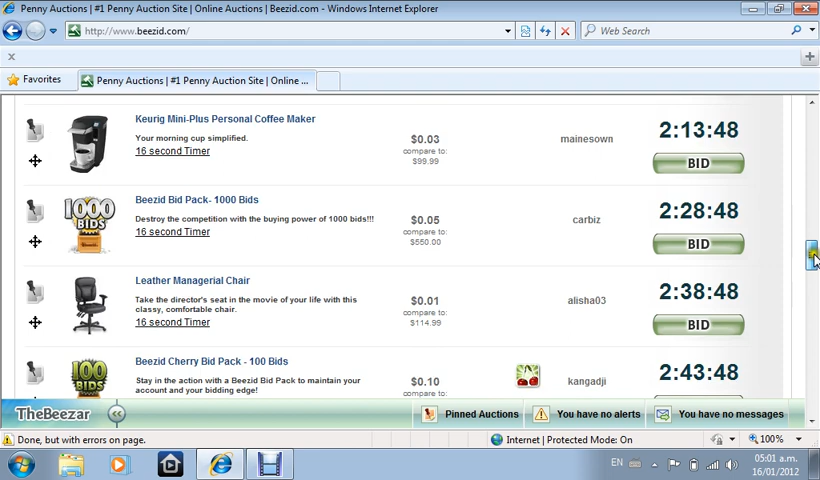 Penny Auctions | #1 Penny Auction Site | Online Auctions | Beezid.com - Windows Internet Explorer
http://www.beezid.com/
Web Search
x
Favorites
Penny Auctions | #1 Penny Auction Site | Online ...
Keurig Mini-Plus Personal Coffee Maker
Your morning cup simplified.
16 second Timer
$0.03
compare to:
$99.99
mainesown
2:13:48
BID
1000 BIDS
Beezid Bid Pack- 1000 Bids
Destroy the competition with the buying power of 1000 bids!!!
16 second Timer
$0.05
compare to:
$550.00
carbiz
2:28:48
BID
Leather Managerial Chair
Take the director's seat in the movie of your life with this
classy, comfortable chair.
16 second Timer
$0.01
compare to:
$114.99
alisha03
2:38:48
BID
100 BIDS
Beezid Cherry Bid Pack - 100 Bids
Stay in the action with a Beezid Bid Pack to maintain your
account and your bidding edge!
$0.10
compare to:
kangadji
2:43:48
TheBeezar
Pinned Auctions
You have no alerts
You have no messages
Done, but with errors on page.
Internet | Protected Mode: On
100%
EN
05:01 a.m.
16/01/2012